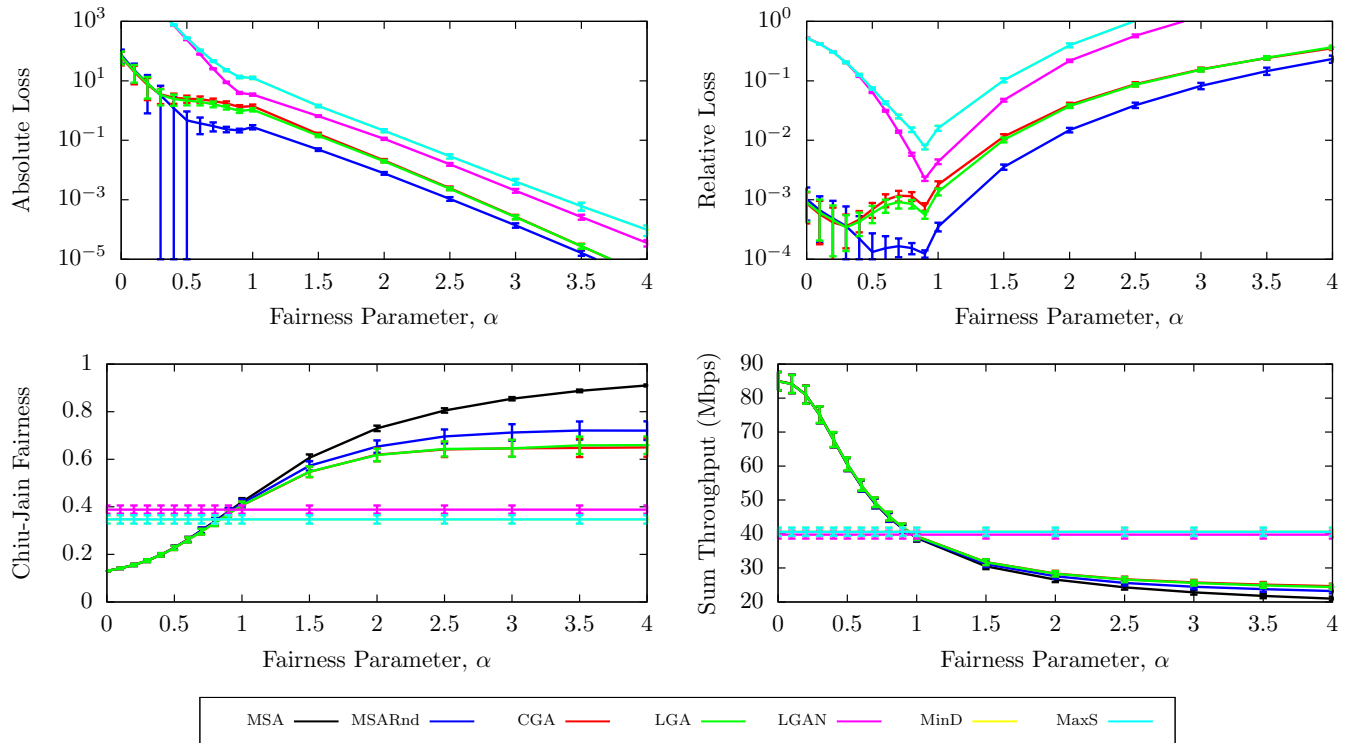 10^3
10^1
10^-1
10^-3
10^-5
Absolute Loss
0 0.5 1 1.5 2 2.5 3 3.5 4
Fairness Parameter, α
10^0
10^-1
10^-2
10^-3
10^-4
Relative Loss
0 0.5 1 1.5 2 2.5 3 3.5 4
Fairness Parameter, α
1
0.8
0.6
0.4
0.2
0
Chiu-Jain Fairness
0 0.5 1 1.5 2 2.5 3 3.5 4
Fairness Parameter, α
90
80
70
60
50
40
30
20
Sum Throughput (Mbps)
0 0.5 1 1.5 2 2.5 3 3.5 4
Fairness Parameter, α
MSA MSARnd CGA LGA LGAN MinD MaxS